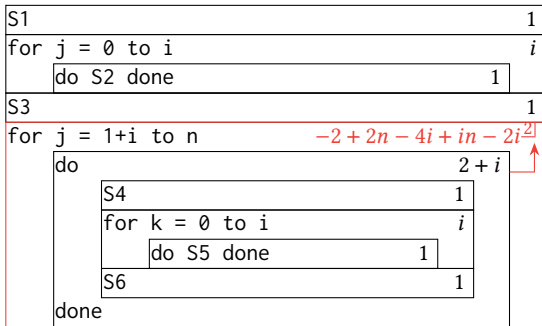 S1 1
for j = 0 to i i
do S2 done 1
S3 1
for j = 1+i to n −2 + 2n − 4i + in − 2i²
do 2 + i
S4 1
for k = 0 to i i
do S5 done 1
S6 1
done